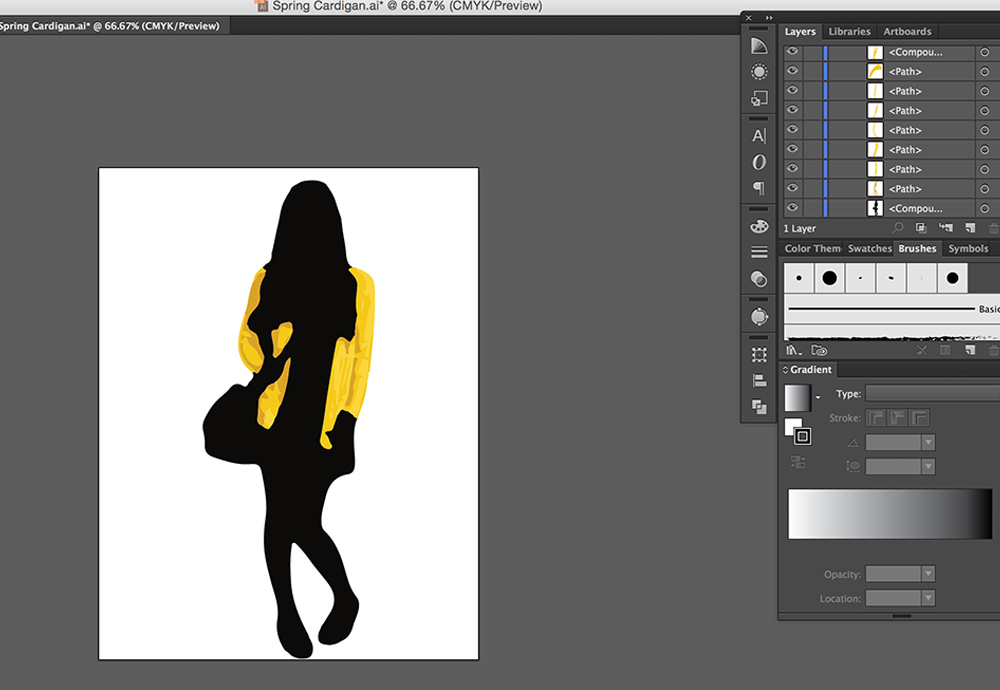 Spring Cardigan.ai* @ 66.67% (CMYK/Preview)
Spring Cardigan.ai* @ 66.67% (CMYK/Preview)
Layers Libraries Artboards
<Compou...
<Path>
<Path>
<Path>
<Path>
<Path>
<Path>
<Path>
<Compou...
1 Layer
Color Them Swatches Brushes Symbols
Basic
Gradient
Type:
Stroke:
Opacity:
Location: